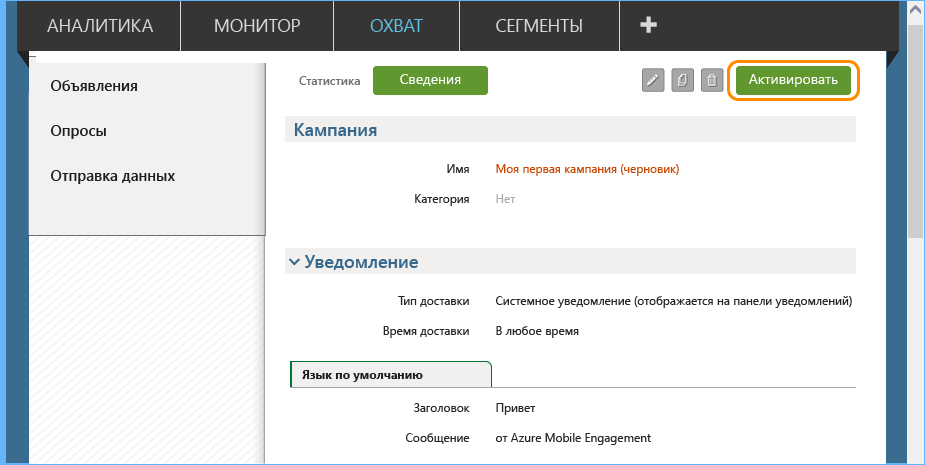 АНАЛИТИКА МОНИТОР ОХВАТ СЕГМЕНТЫ
Объявления
Опросы
Отправка данных
Статистика Сведения Активировать
Кампания
Имя Моя первая кампания (черновик)
Категория Нет
Уведомление
Тип доставки Системное уведомление (отображается на панели уведомлений)
Время доставки В любое время
Язык по умолчанию
Заголовок Привет
Сообщение от Azure Mobile Engagement